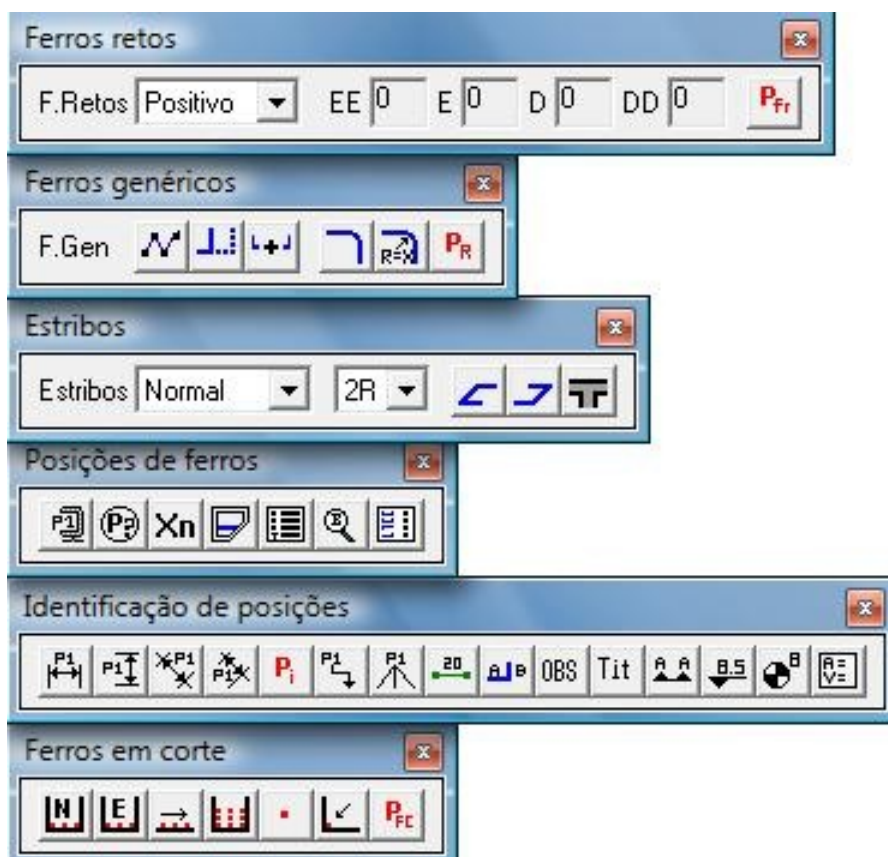 Ferros retos
F.Retos Positivo EE 0 E 0 D 0 DD 0 PFr
Ferros genéricos
F.Gen R=X PR
Estribos
Estribos Normal 2R
Posições de ferros
P1 P? Xn
Identificação de posições
P1 P1 P1 P1 Pi P1 P1 20 A B OBS Tit A A 8.5 B A= V=
Ferros em corte
N E PFC